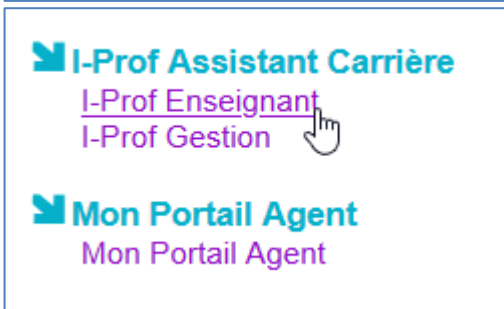 I-Prof Assistant Carrière
I-Prof Enseignant
I-Prof Gestion
Mon Portail Agent
Mon Portail Agent